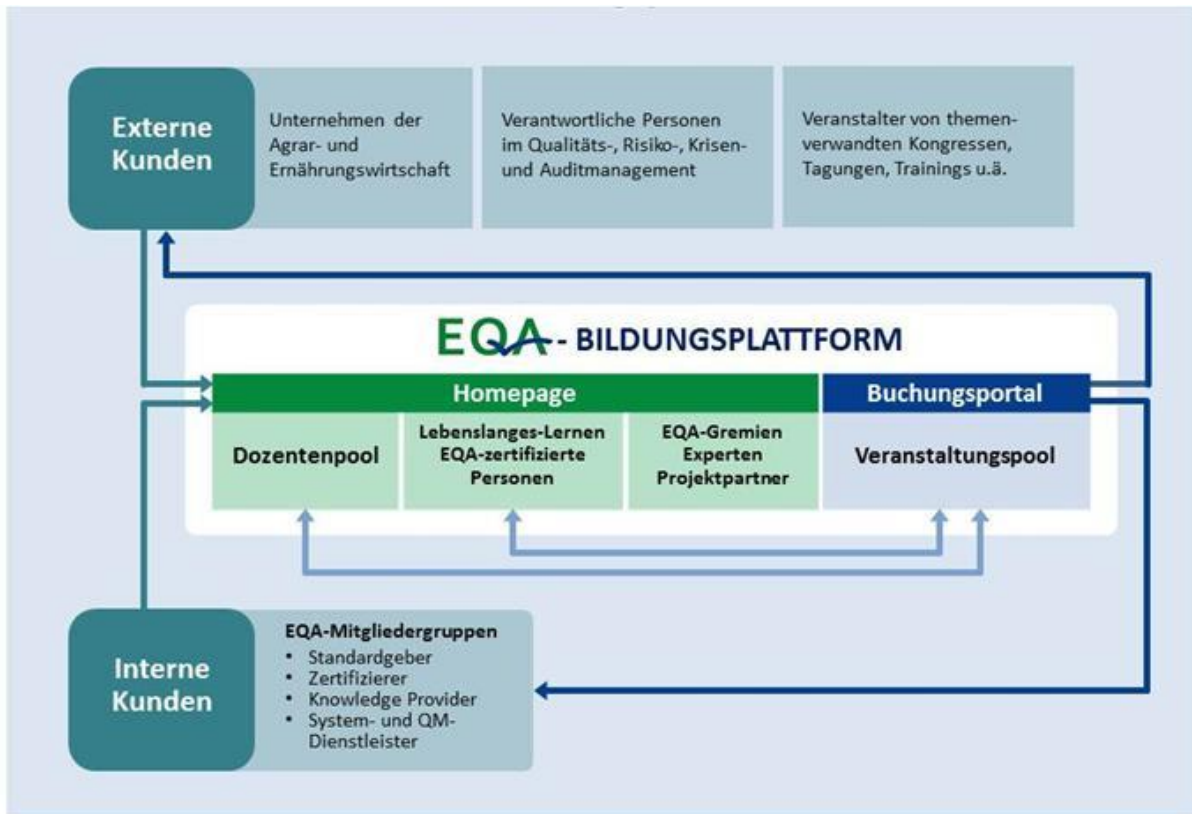 Externe
Kunden
Unternehmen der
Agrar- und
Ernährungswirtschaft
Verantwortliche Personen
im Qualitäts-, Risiko-, Krisen-
und Auditmanagement
Veranstalter von themen-
verwandten Kongressen,
Tagungen, Trainings u.ä.
EQA - BILDUNGSPLATTFORM
Homepage
Buchungsportal
Dozentenpool
Lebenslanges-Lernen
EQA-zertifizierte
Personen
EQA-Gremien
Experten
Projektpartner
Veranstaltungspool
Interne
Kunden
EQA-Mitgliedergruppen
• Standardgeber
• Zertifizierer
• Knowledge Provider
• System- und QM-
Dienstleister